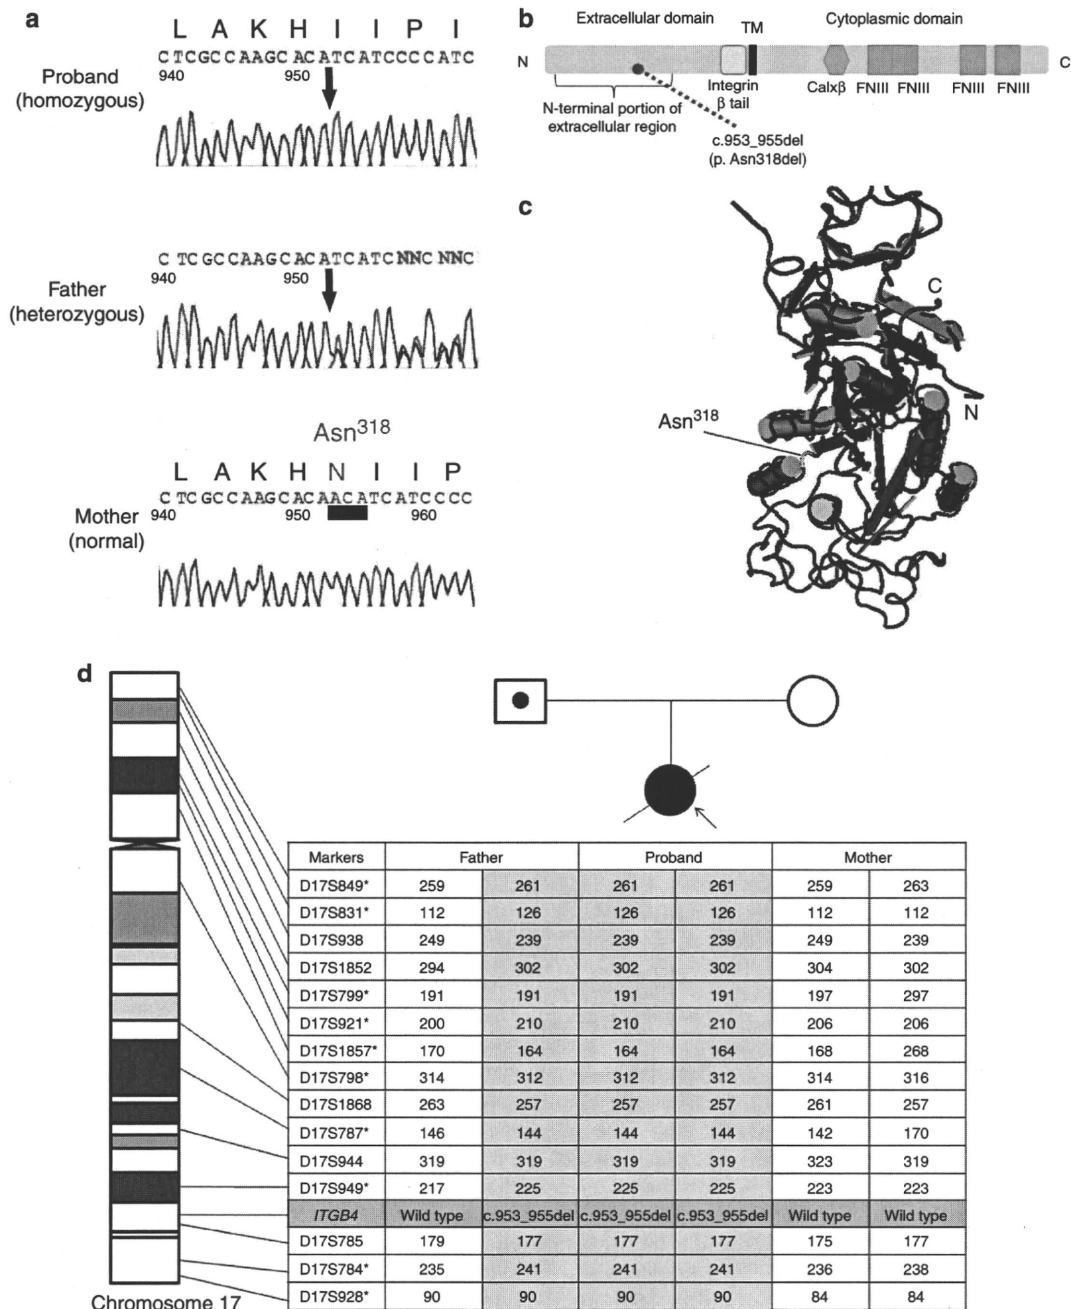 a
L A K H I I P I
C TCGCCAAGC ACATCATCCCCATC
940 950
Proband
(homozygous)
C TCGCCAAGCACATCATCNNCNNC
940 950
Father
(heterozygous)
Asn318
L A K H N I I P
C TCGCCAAGCACAACATCATCCCC
940 950 960
Mother
(normal)
b
Extracellular domain TM Cytoplasmic domain
N C
N-terminal portion of
extracellular region
Integrin
β tail
Calxβ FNIII FNIII FNIII FNIII
c.953_955del
(p. Asn318del)
c
C
N
Asn318
d
Markers Father Proband Mother
D17S849* 259 261 261 261 259 263
D17S831* 112 126 126 126 112 112
D17S938 249 239 239 239 249 239
D17S1852 294 302 302 302 304 302
D17S799* 191 191 191 191 197 297
D17S921* 200 210 210 210 206 206
D17S1857* 170 164 164 164 168 268
D17S798* 314 312 312 312 314 316
D17S1868 263 257 257 257 261 257
D17S787* 146 144 144 144 142 170
D17S944 319 319 319 319 323 319
D17S949* 217 225 225 225 223 223
ITGB4 Wild type c.953_955del c.953_955del c.953_955del Wild type Wild type
D17S785 179 177 177 177 175 177
D17S784* 235 241 241 241 236 238
D17S928* 90 90 90 90 84 84
Chromosome 17